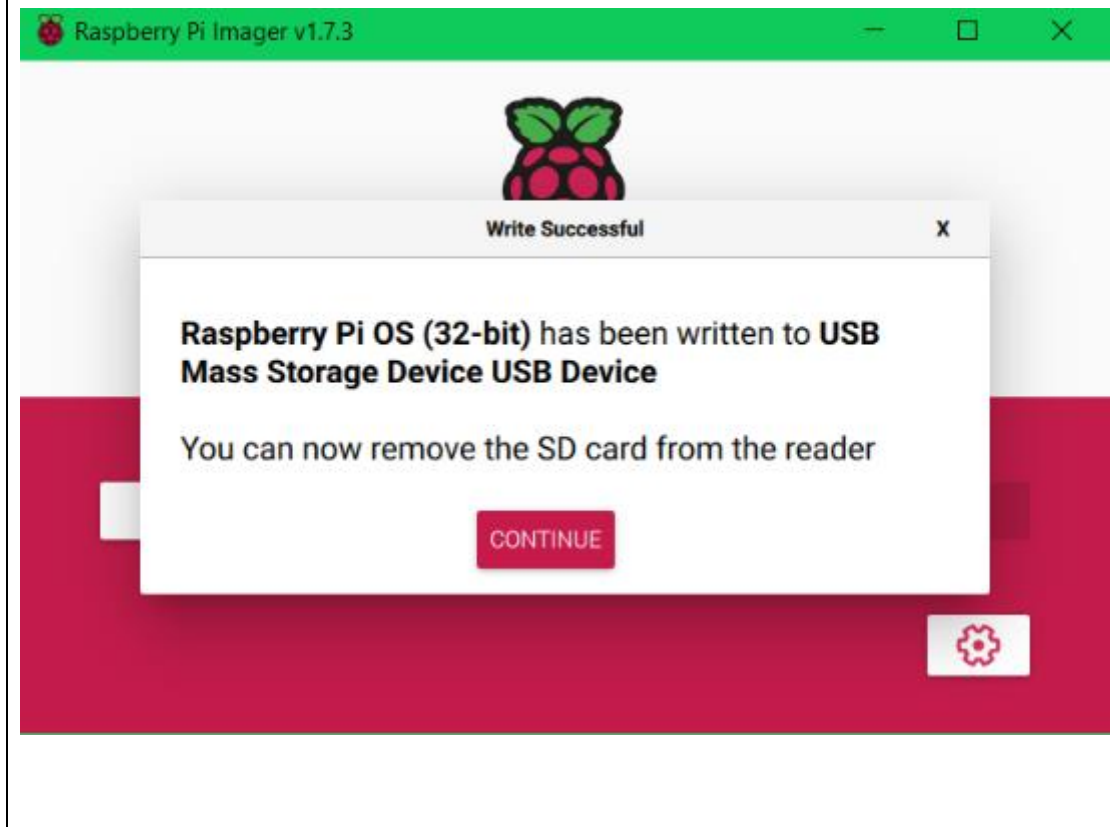 Raspberry Pi Imager v1.7.3
Write Successful
X
Raspberry Pi OS (32-bit) has been written to USB
Mass Storage Device USB Device
You can now remove the SD card from the reader
CONTINUE